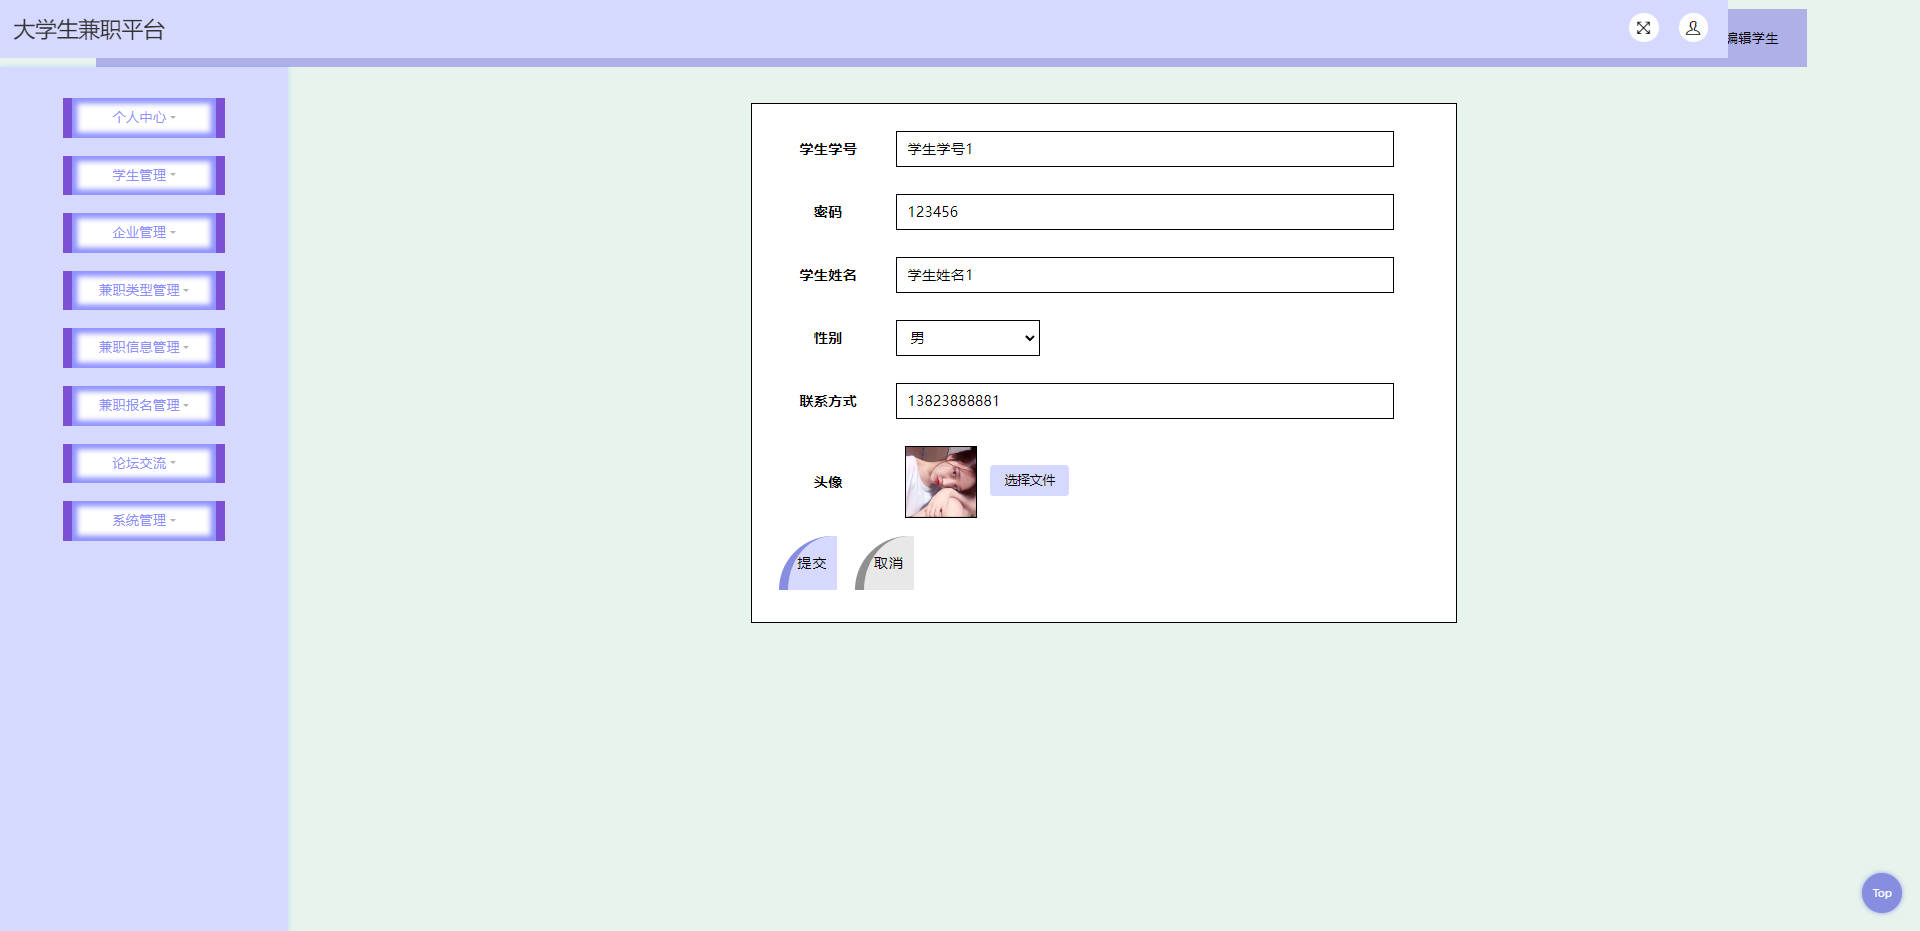 大学生兼职平台
编辑学生
个人中心
学生管理
企业管理
兼职类型管理
兼职信息管理
兼职报名管理
论坛交流
系统管理
学生学号 学生学号1
密码 123456
学生姓名 学生姓名1
性别 男
联系方式 13823888881
头像 选择文件
提交 取消
Top